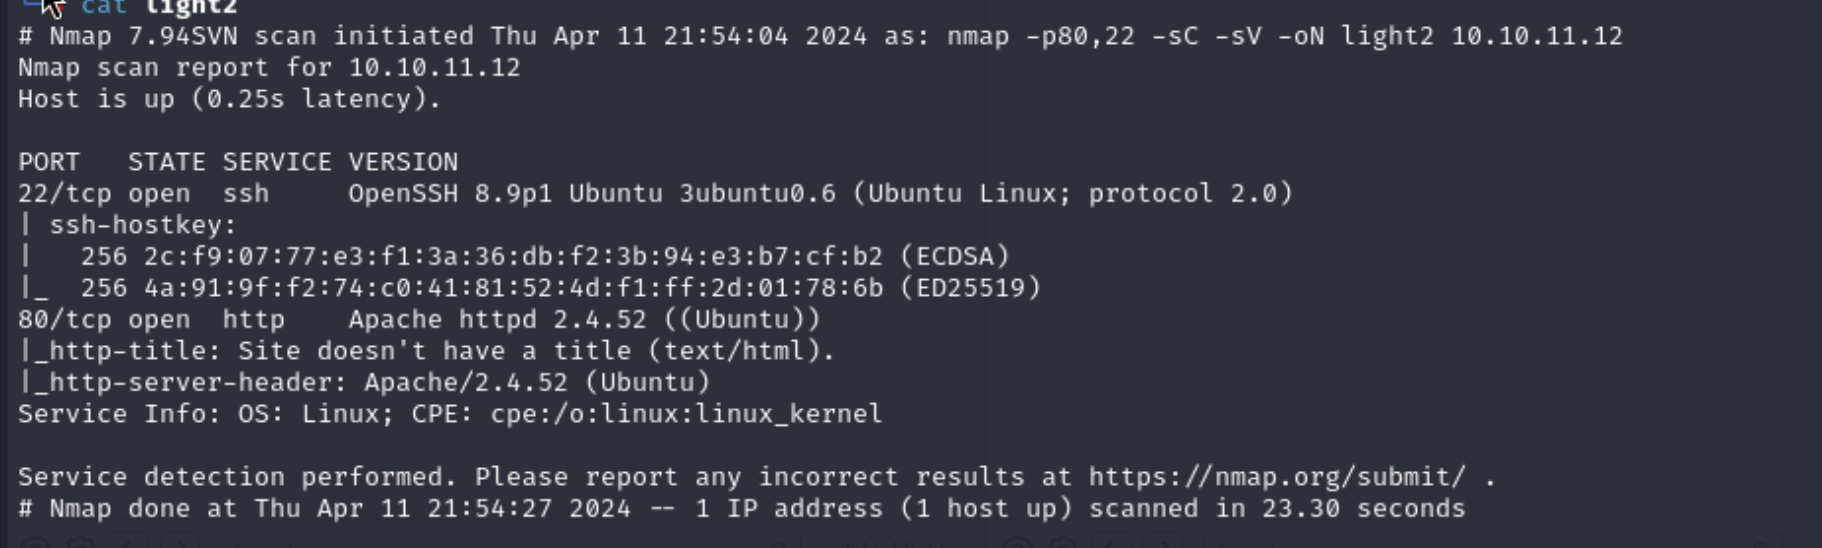 cat light2
# Nmap 7.94SVN scan initiated Thu Apr 11 21:54:04 2024 as: nmap -p80,22 -sC -sV -oN light2 10.10.11.12
Nmap scan report for 10.10.11.12
Host is up (0.25s latency).
PORT   STATE SERVICE VERSION
22/tcp open  ssh     OpenSSH 8.9p1 Ubuntu 3ubuntu0.6 (Ubuntu Linux; protocol 2.0)
| ssh-hostkey:
|   256 2c:f9:07:77:e3:f1:3a:36:db:f2:3b:94:e3:b7:cf:b2 (ECDSA)
|_  256 4a:91:9f:f2:74:c0:41:81:52:4d:f1:ff:2d:01:78:6b (ED25519)
80/tcp open  http    Apache httpd 2.4.52 ((Ubuntu))
|_http-title: Site doesn't have a title (text/html).
|_http-server-header: Apache/2.4.52 (Ubuntu)
Service Info: OS: Linux; CPE: cpe:/o:linux:linux_kernel
Service detection performed. Please report any incorrect results at https://nmap.org/submit/ .
# Nmap done at Thu Apr 11 21:54:27 2024 -- 1 IP address (1 host up) scanned in 23.30 seconds